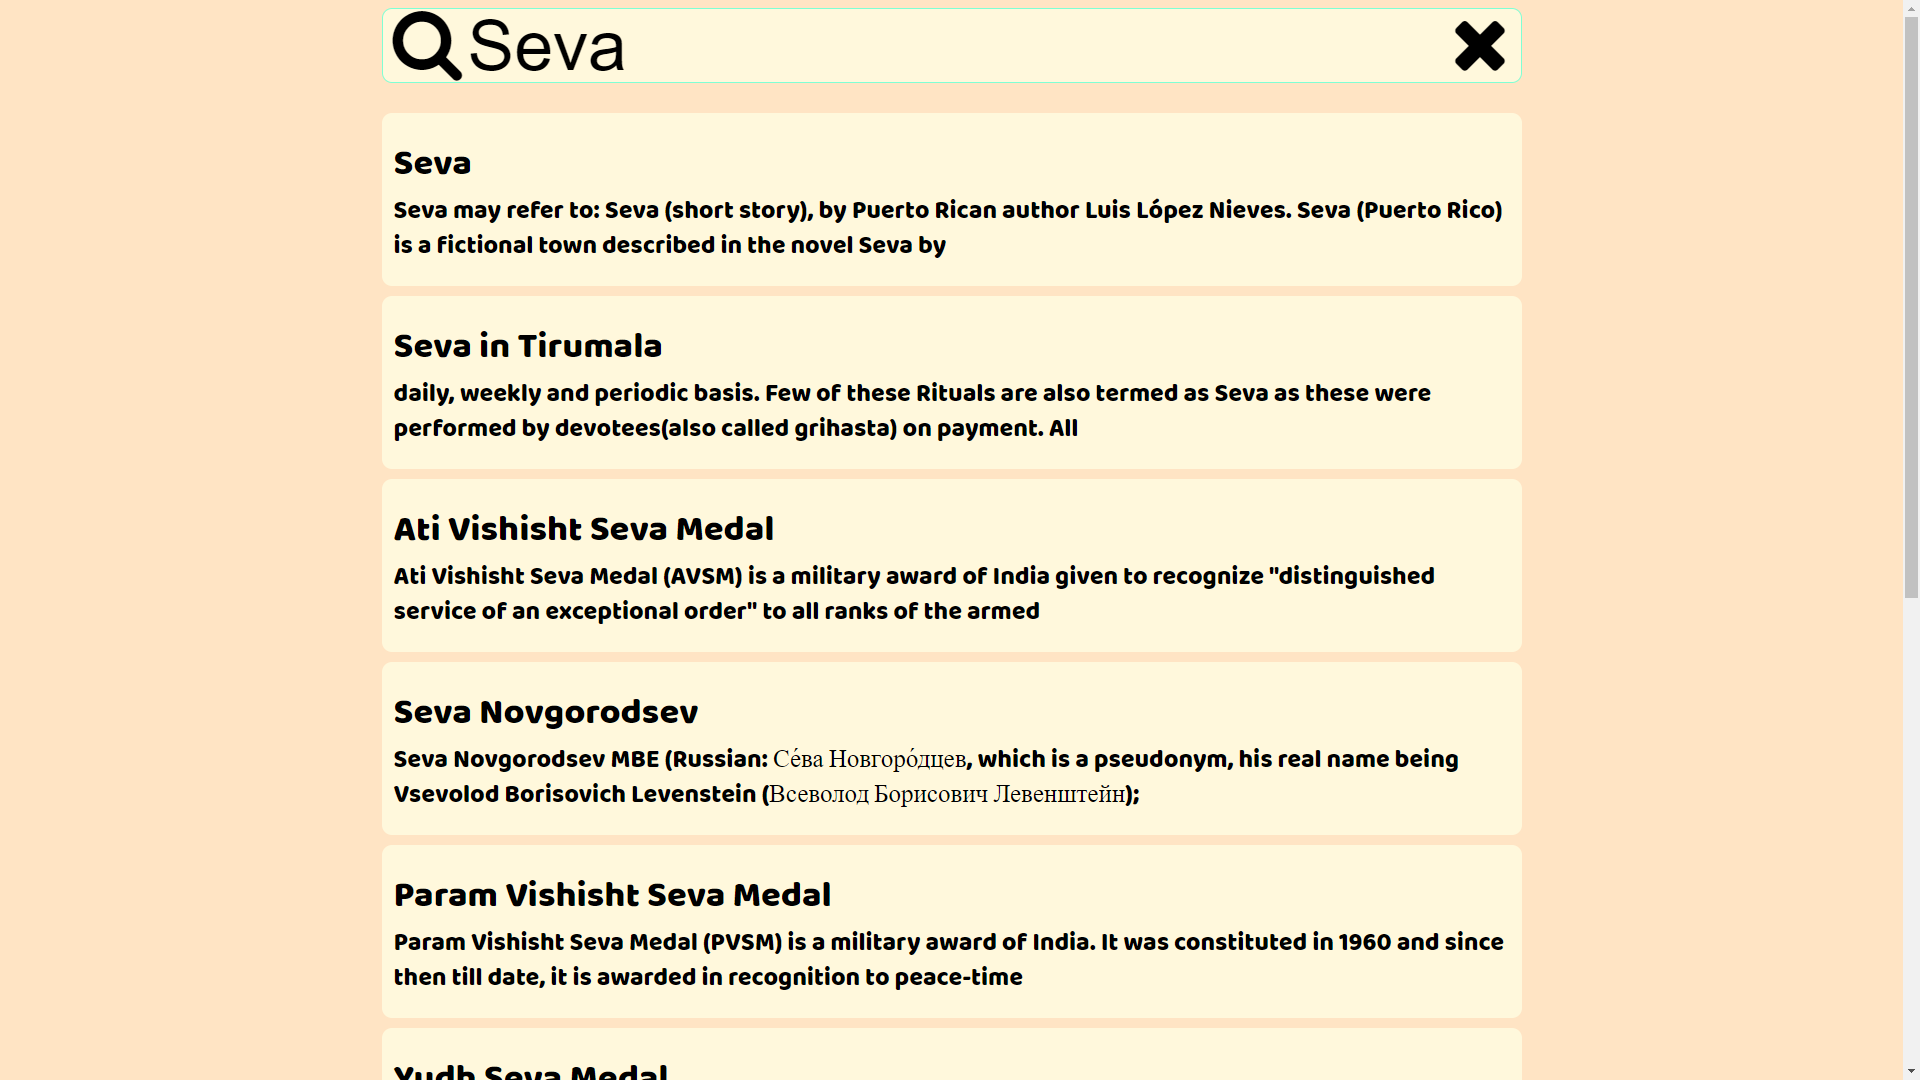 Seva
Seva
Seva may refer to: Seva (short story), by Puerto Rican author Luis López Nieves. Seva (Puerto Rico)
is a fictional town described in the novel Seva by
Seva in Tirumala
daily, weekly and periodic basis. Few of these Rituals are also termed as Seva as these were
performed by devotees(also called grihasta) on payment. All
Ati Vishisht Seva Medal
Ati Vishisht Seva Medal (AVSM) is a military award of India given to recognize "distinguished
service of an exceptional order" to all ranks of the armed
Seva Novgorodsev
Seva Novgorodsev MBE (Russian: Се́ва Новгоро́дцев, which is a pseudonym, his real name being
Vsevolod Borisovich Levenstein (Всеволод Борисович Левенштейн);
Param Vishisht Seva Medal
Param Vishisht Seva Medal (PVSM) is a military award of India. It was constituted in 1960 and since
then till date, it is awarded in recognition to peace-time
Yudh Seva Medal